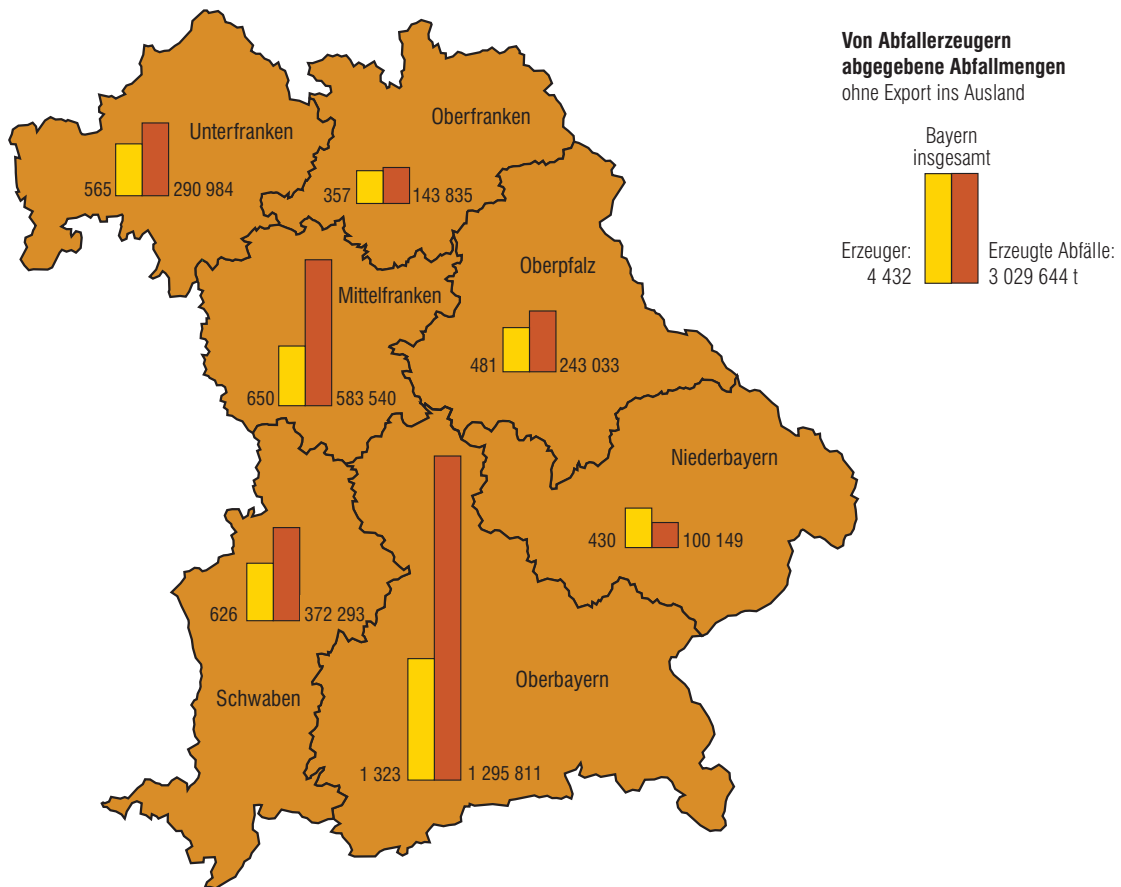 Von Abfallerzeugern
abgegebene Abfallmengen
ohne Export ins Ausland
Bayern
insgesamt
Erzeuger:
4 432
Erzeugte Abfälle:
3 029 644 t
Unterfranken
565 290 984
Oberfranken
357 143 835
Mittelfranken
650 583 540
Oberpfalz
481 243 033
Niederbayern
430 100 149
Schwaben
626 372 293
Oberbayern
1 323 1 295 811